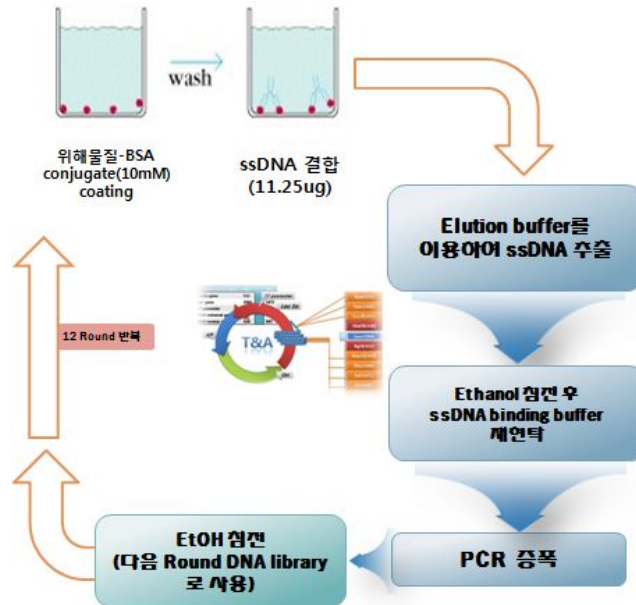 wash
위해물질-BSA
conjugate(10mM)
coating
ssDNA 결합
(11.25ug)
Elution buffer를
이용하여 ssDNA 추출
12 Round 반복
T&A
Ethanol 침전 후
ssDNA binding buffer
재현탁
EtOH 침전
(다음 Round DNA library
로 사용)
PCR 증폭